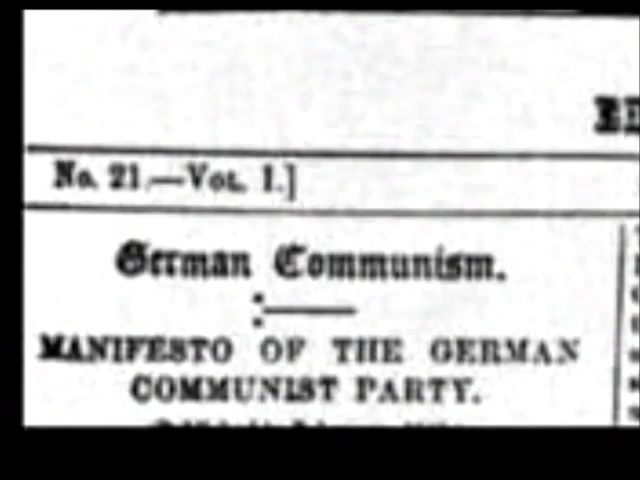 No. 21.—Vol. 1.]
German Communism.
MANIFESTO OF THE GERMAN
COMMUNIST PARTY.